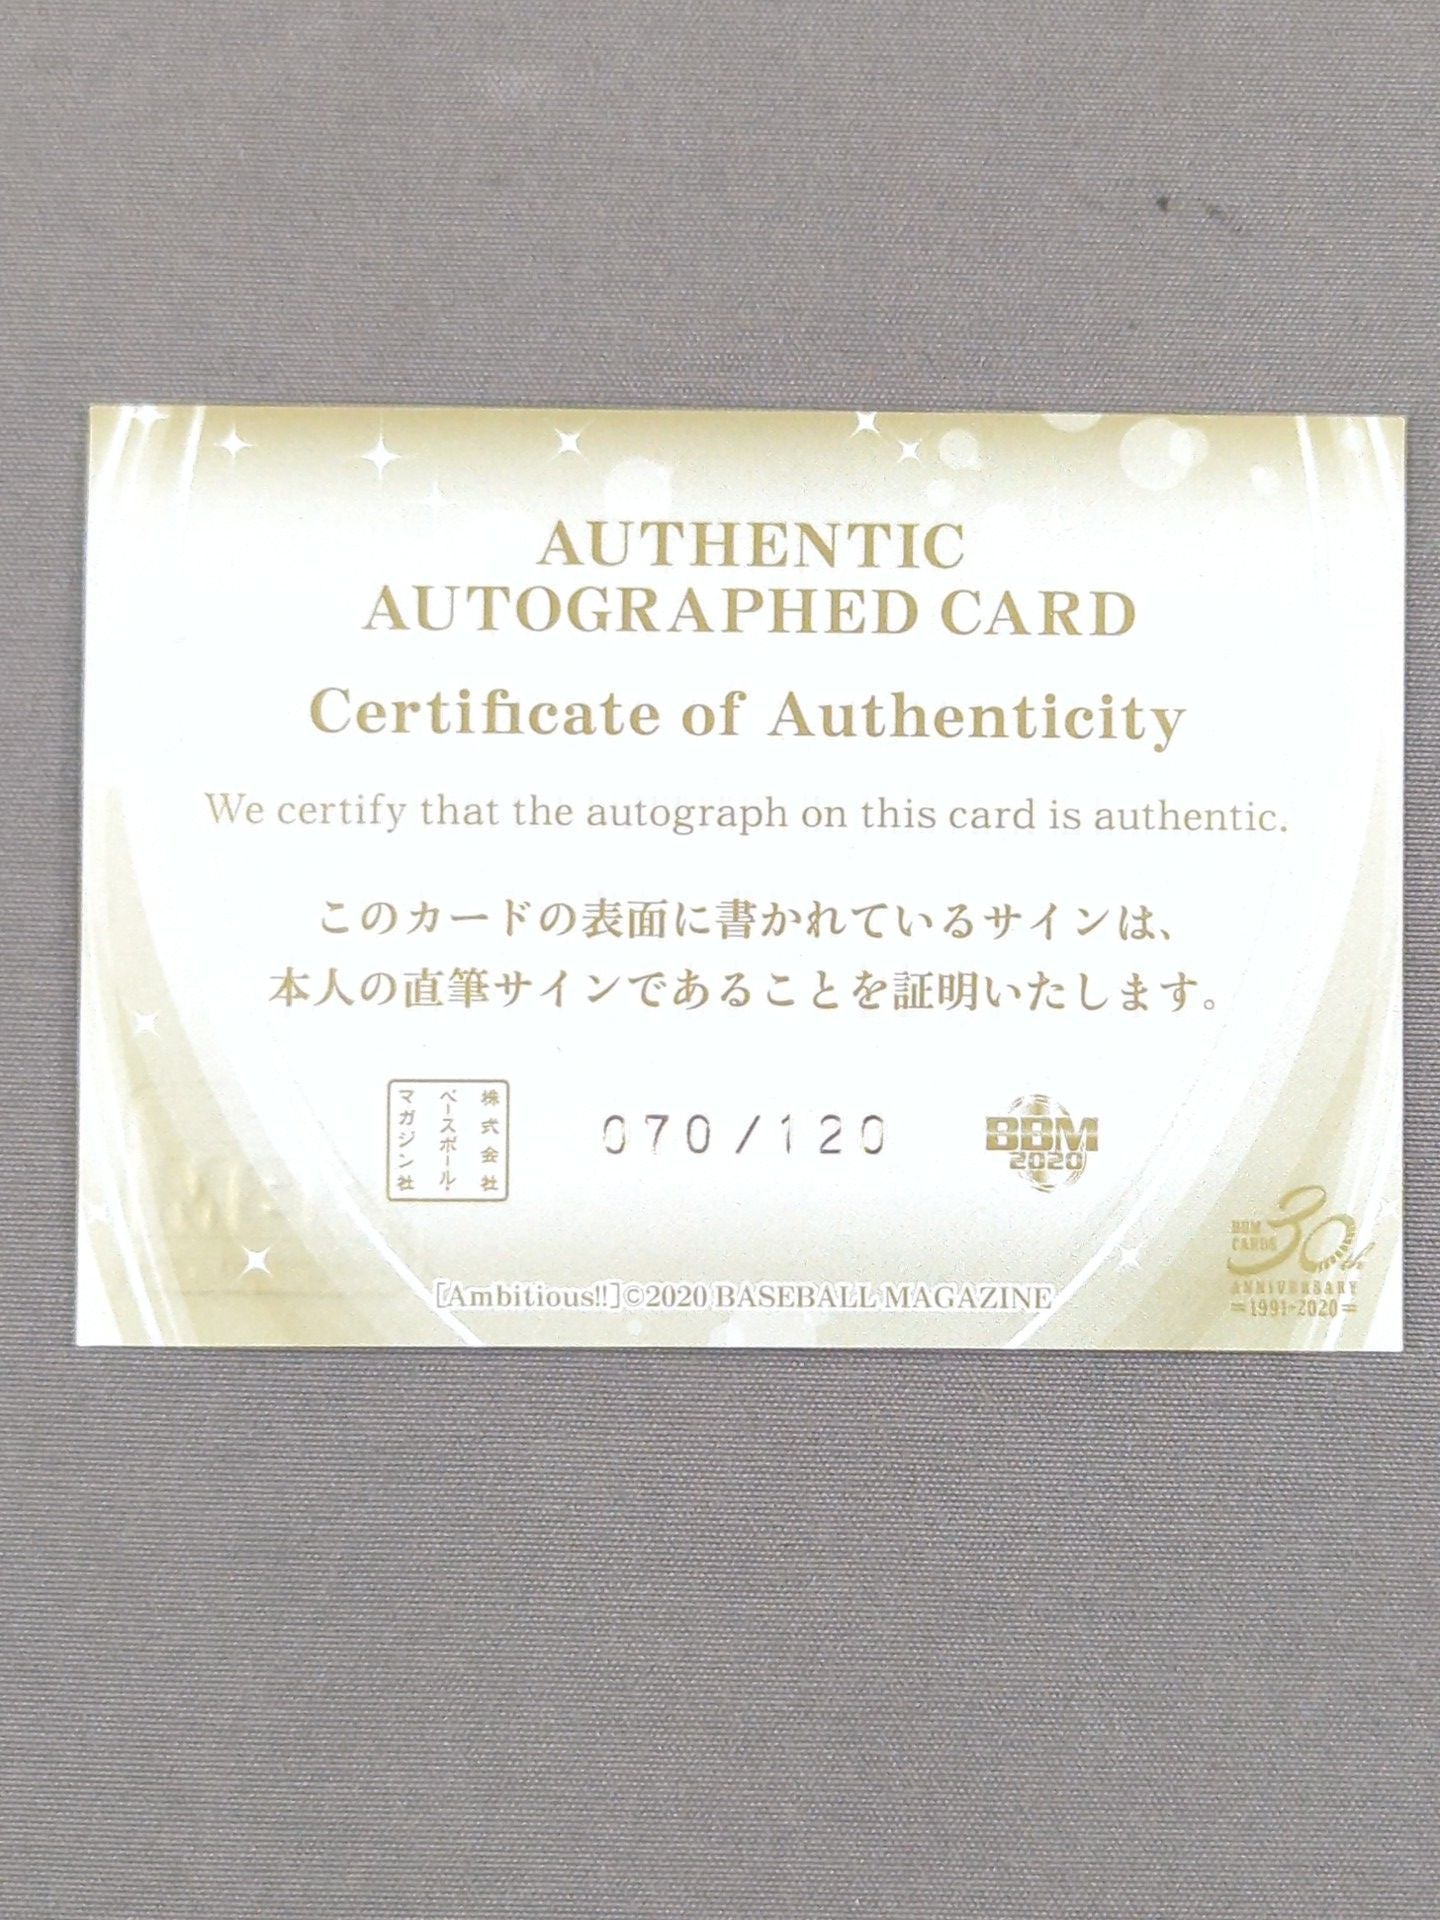 AUTHENTIC
AUTOGRAPHED CARD
Certificate of Authenticity
We certify that the autograph on this card is authentic.
このカードの表面に書かれているサインは、
本人の直筆サインであることを証明いたします。
株式会社
ベースボール・
マガジン社
070/120
BBM
2020
BBM
CARDS
30th
ANNIVERSARY
=1991-2020=
[Ambitious!!]©2020 BASEBALL MAGAZINE